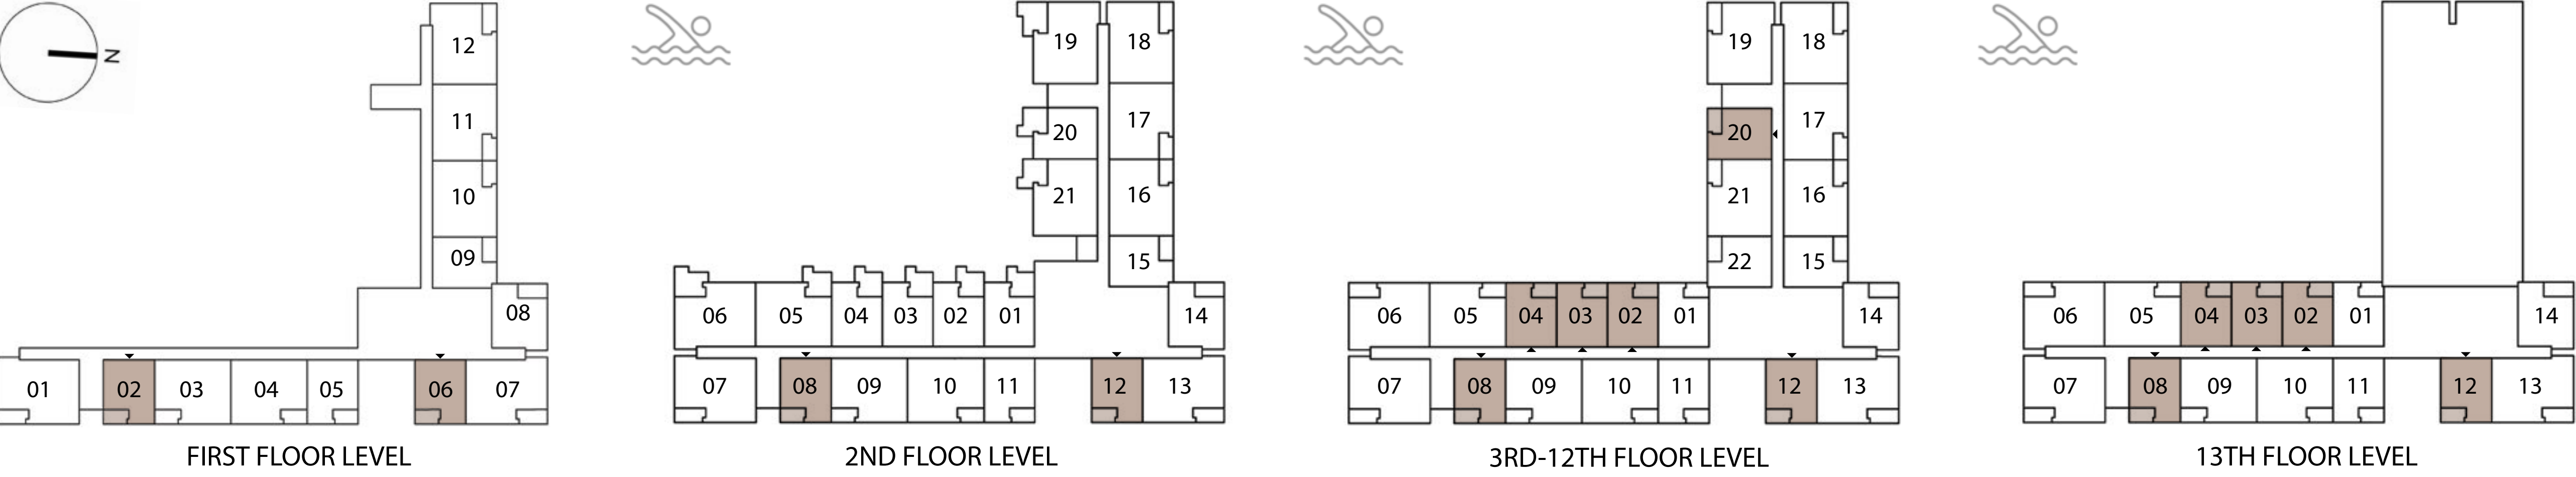 N
12
11
10
09
08
01 02 03 04 05 06 07
FIRST FLOOR LEVEL
19 18
20 17
21 16
15
06 05 04 03 02 01 14
07 08 09 10 11 12 13
2ND FLOOR LEVEL
19 18
20 17
21 16
22 15
06 05 04 03 02 01 14
07 08 09 10 11 12 13
3RD-12TH FLOOR LEVEL
06 05 04 03 02 01 14
07 08 09 10 11 12 13
13TH FLOOR LEVEL